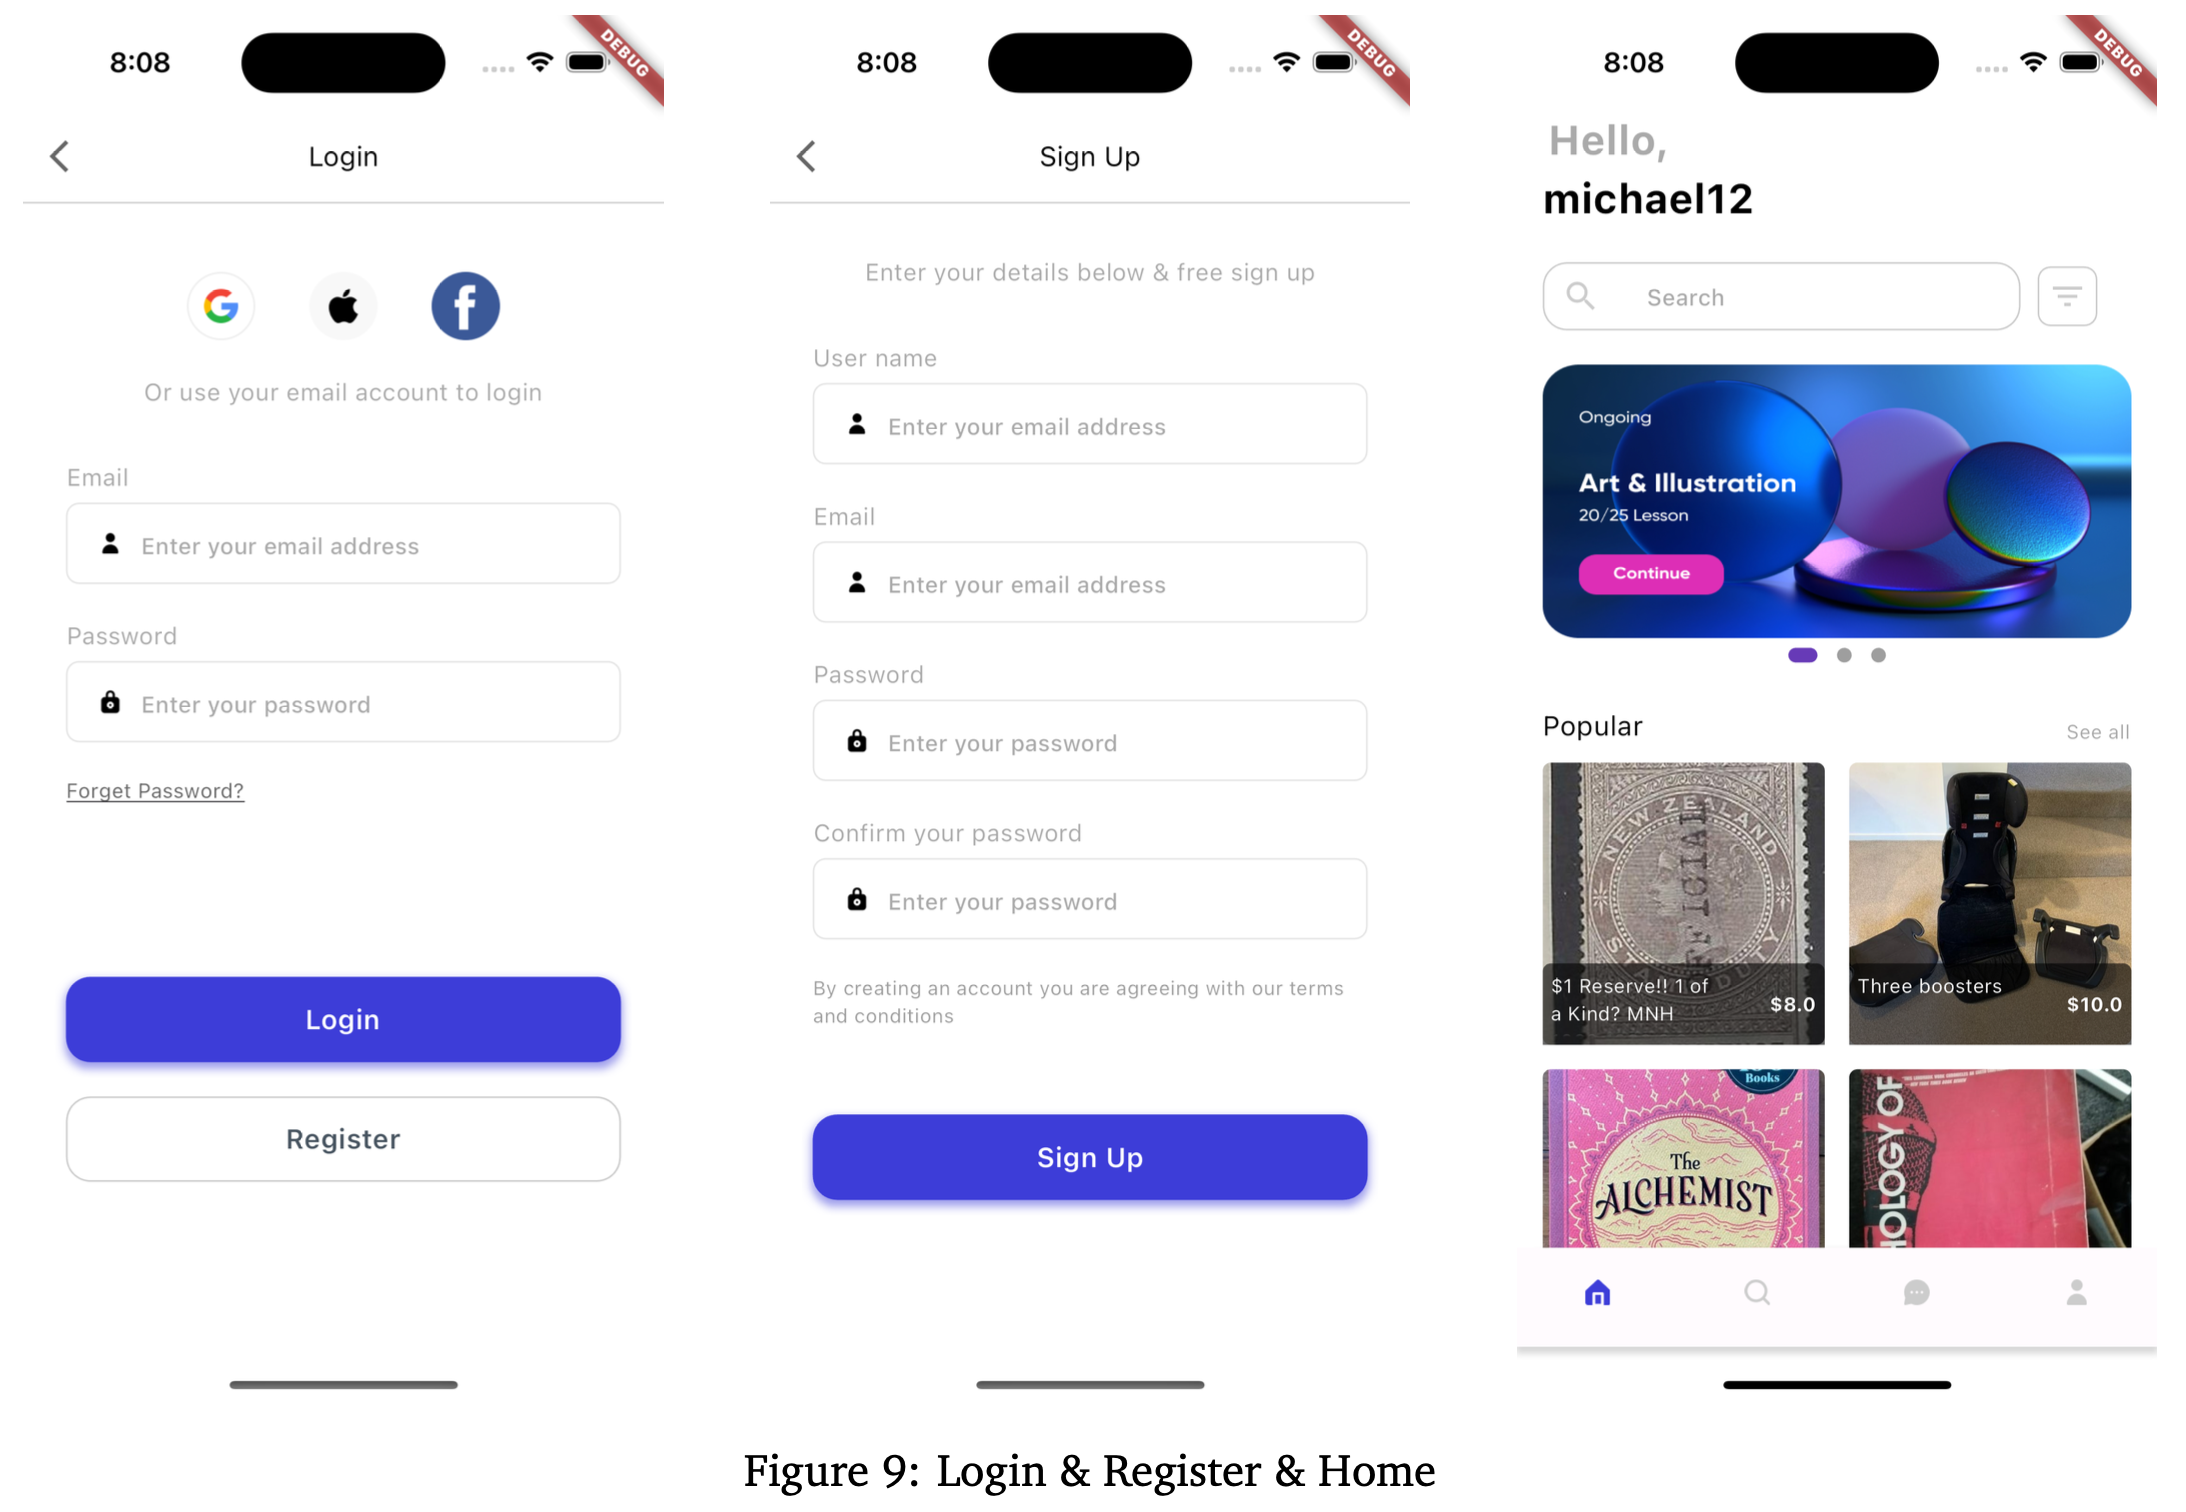 8:08
DEBUG
Login
Or use your email account to login
Email
Enter your email address
Password
Enter your password
Forget Password?
Login
Register
8:08
DEBUG
Sign Up
Enter your details below & free sign up
User name
Enter your email address
Email
Enter your email address
Password
Enter your password
Confirm your password
Enter your password
By creating an account you are agreeing with our terms
and conditions
Sign Up
8:08
DEBUG
Hello,
michael12
Search
Ongoing
Art & Illustration
20/25 Lesson
Continue
Popular
See all
NEW ZEALAND
$1 Reserve!! 1 of
a Kind? MNH
$8.0
Three boosters
$10.0
Books
The
ALCHEMIST
OLOGY OF
Figure 9: Login & Register & Home